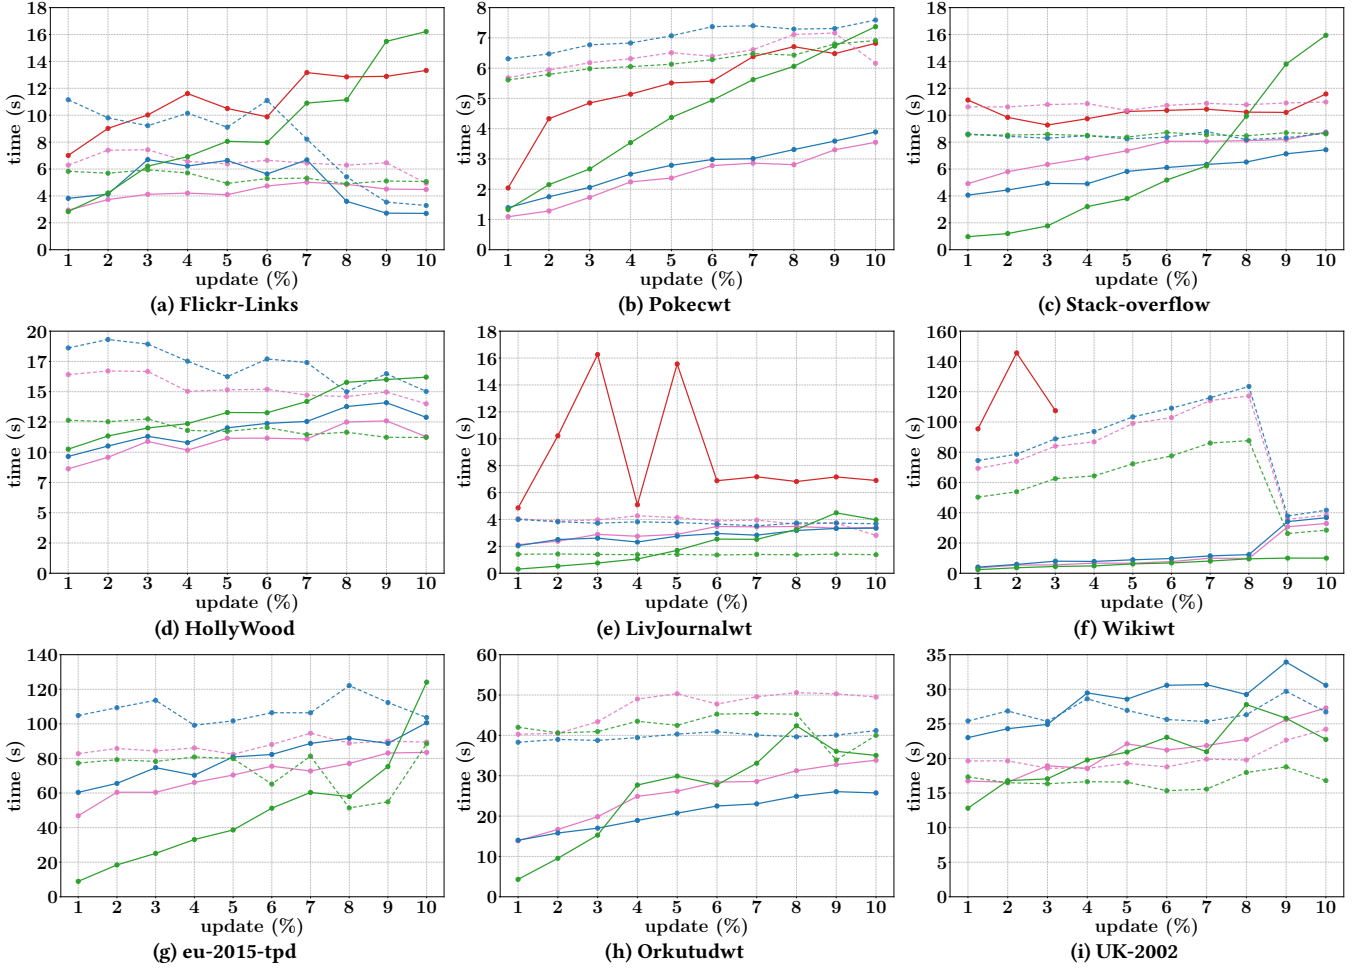 18
16
14
12
10
8
6
4
2
0
time (s)
1 2 3 4 5 6 7 8 9 10
update (%)
(a) Flickr-Links
8
7
6
5
4
3
2
1
0
time (s)
1 2 3 4 5 6 7 8 9 10
update (%)
(b) Pokecwt
18
16
14
12
10
8
6
4
2
0
time (s)
1 2 3 4 5 6 7 8 9 10
update (%)
(c) Stack-overflow
20
17
15
12
10
7
5
2
0
time (s)
1 2 3 4 5 6 7 8 9 10
update (%)
(d) HollyWood
18
16
14
12
10
8
6
4
2
0
time (s)
1 2 3 4 5 6 7 8 9 10
update (%)
(e) LivJournalwt
160
140
120
100
80
60
40
20
0
time (s)
1 2 3 4 5 6 7 8 9 10
update (%)
(f) Wikiwt
140
120
100
80
60
40
20
0
time (s)
1 2 3 4 5 6 7 8 9 10
update (%)
(g) eu-2015-tpd
60
50
40
30
20
10
0
time (s)
1 2 3 4 5 6 7 8 9 10
update (%)
(h) Orkutudwt
35
30
25
20
15
10
5
0
time (s)
1 2 3 4 5 6 7 8 9 10
update (%)
(i) UK-2002